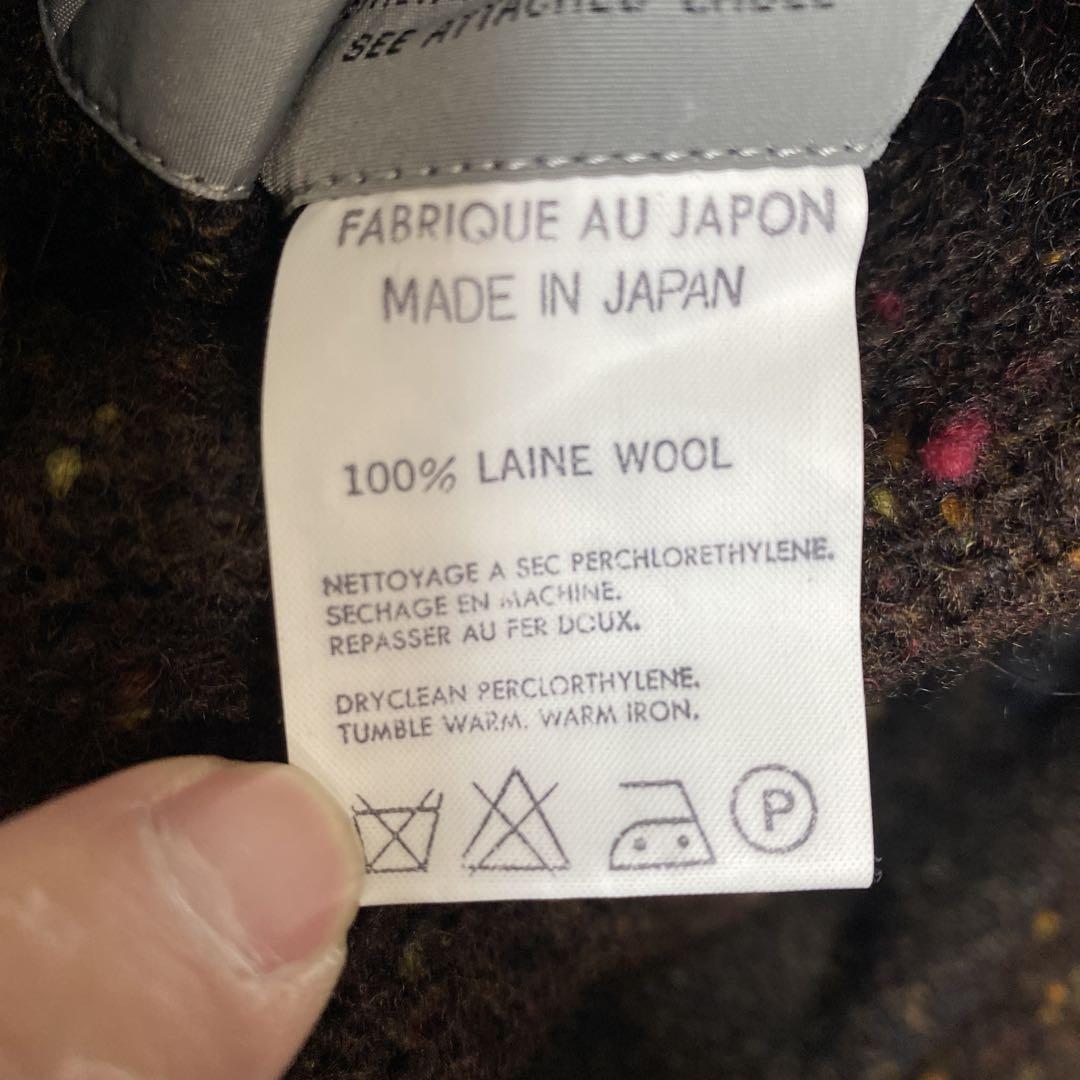 SEE ATTACHED LABEL
FABRIQUE AU JAPON
MADE IN JAPAN
100% LAINE WOOL
NETTOYAGE A SEC PERCHLORETHYLENE.
SECHAGE EN MACHINE.
REPASSER AU FER DOUX.
DRYCLEAN PERCLORTHYLENE.
TUMBLE WARM. WARM IRON.
P